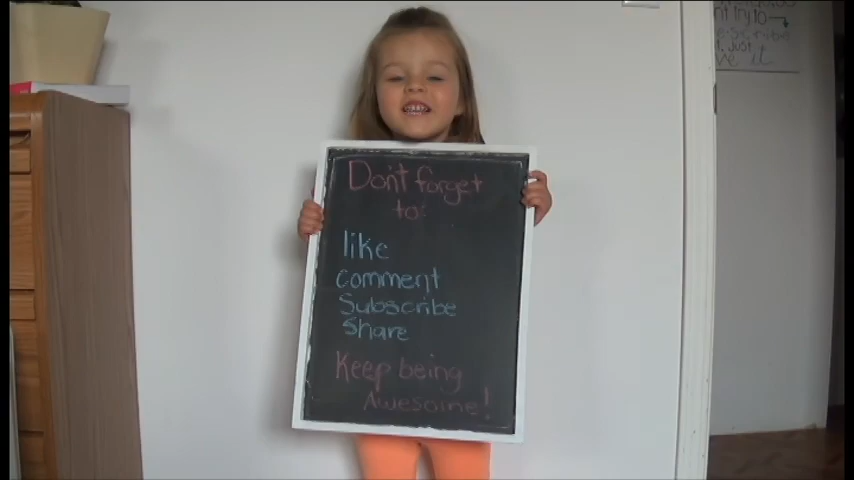 Don't forget
to:
like
comment
Subscribe
share
Keep being
Awesome!